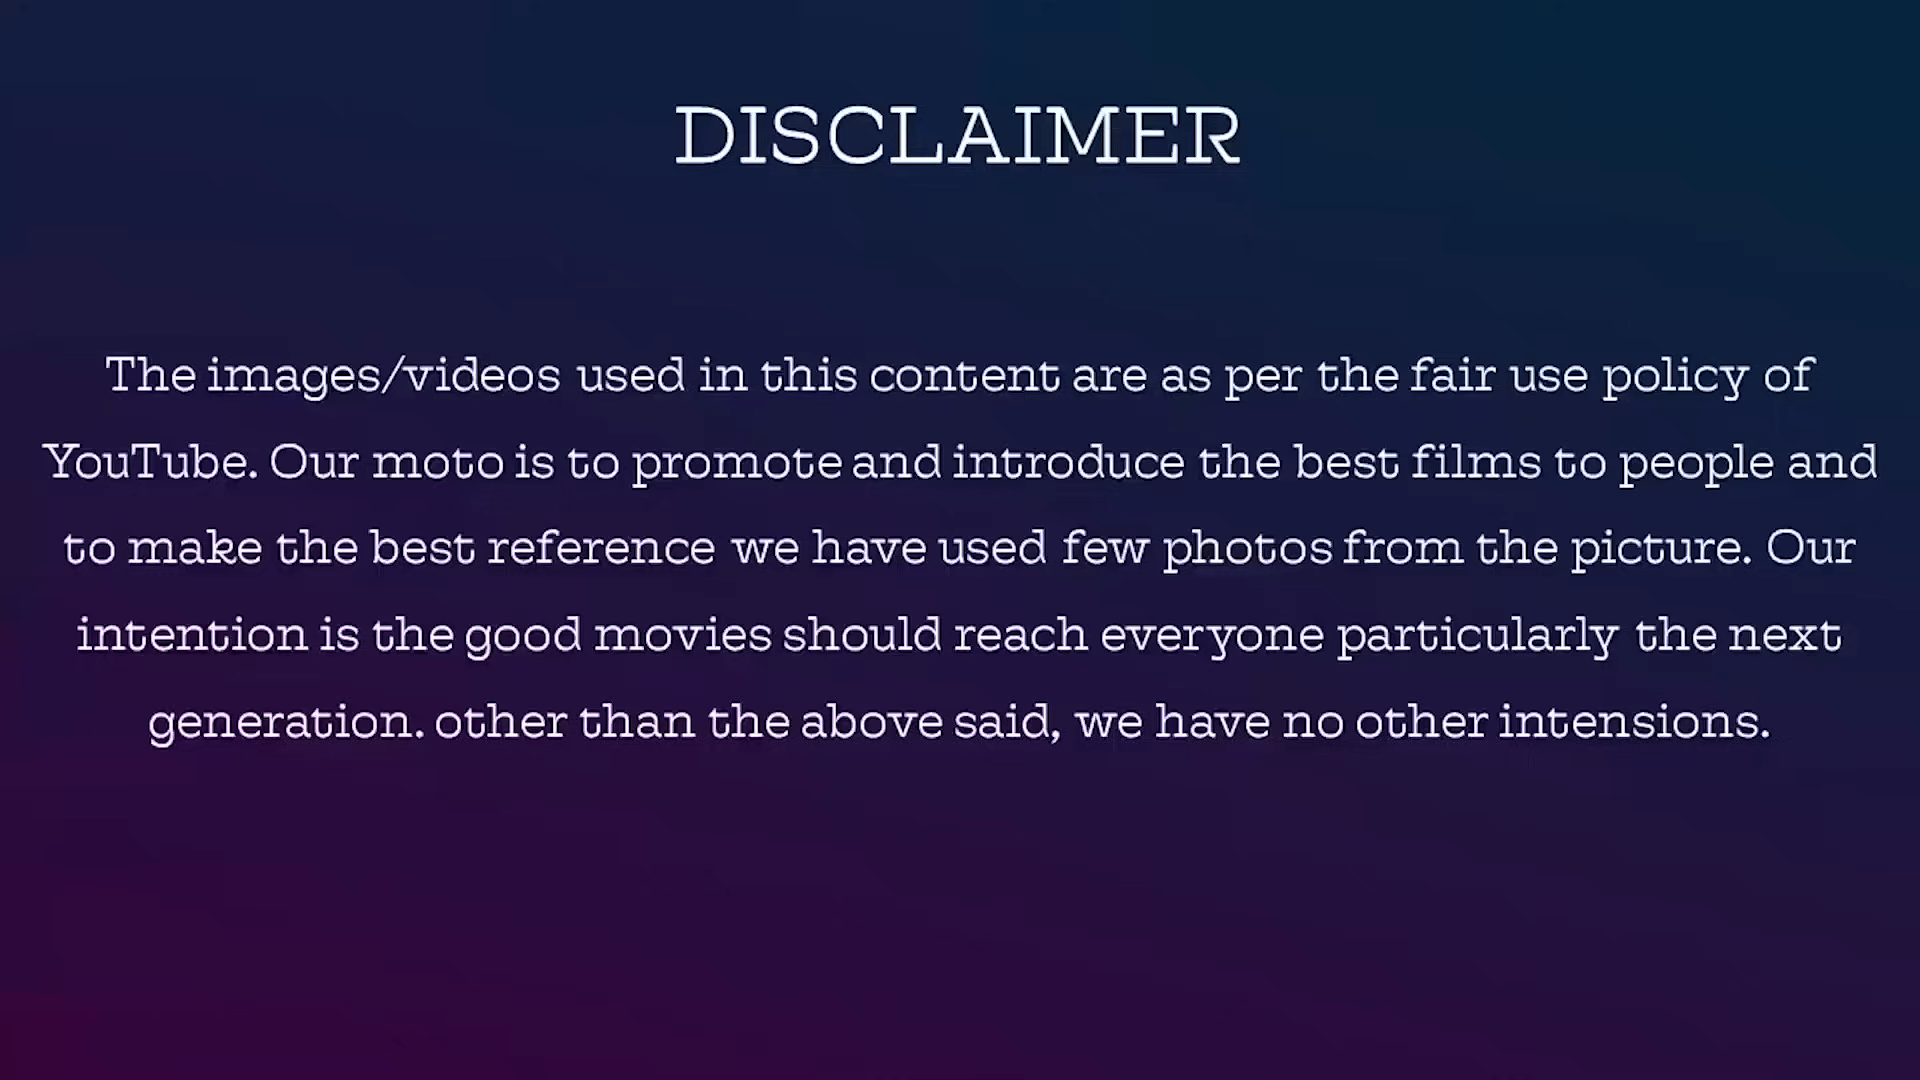 DISCLAIMER
The images/videos used in this content are as per the fair use policy of
YouTube. Our moto is to promote and introduce the best films to people and
to make the best reference we have used few photos from the picture. Our
intention is the good movies should reach everyone particularly the next
generation. other than the above said, we have no other intensions.